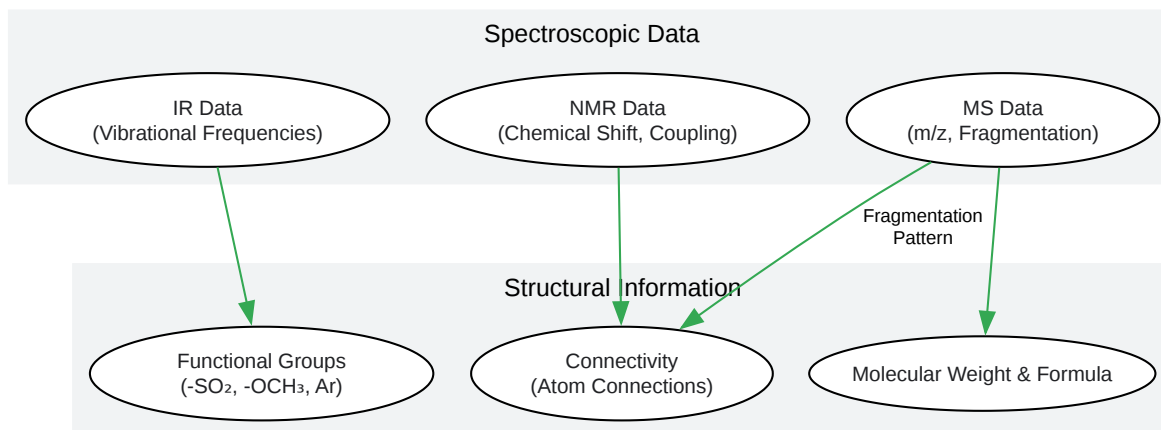 Spectroscopic Data
IR Data
(Vibrational Frequencies)
NMR Data
(Chemical Shift, Coupling)
MS Data
(m/z, Fragmentation)
Fragmentation
Pattern
Structural Information
Functional Groups
(-SO₂, -OCH₃, Ar)
Connectivity
(Atom Connections)
Molecular Weight & Formula